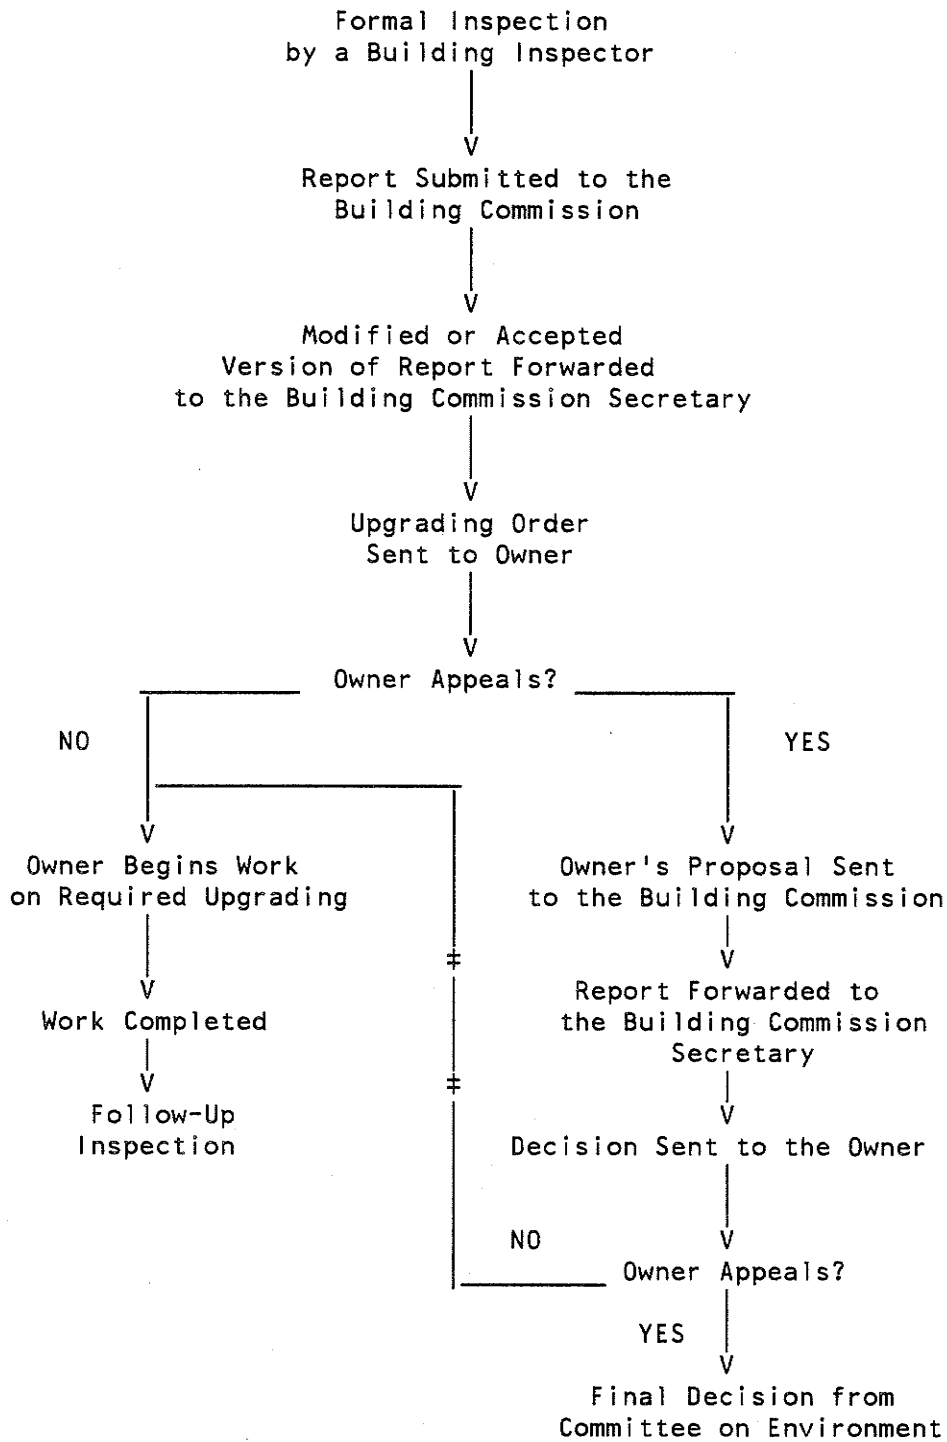 Formal Inspection
by a Building Inspector
Report Submitted to the
Building Commission
Modified or Accepted
Version of Report Forwarded
to the Building Commission Secretary
Upgrading Order
Sent to Owner
Owner Appeals?
NO
YES
Owner Begins Work
on Required Upgrading
Owner's Proposal Sent
to the Building Commission
Work Completed
Report Forwarded to
the Building Commission
Secretary
Follow-Up
Inspection
Decision Sent to the Owner
NO
Owner Appeals?
YES
Final Decision from
Committee on Environment